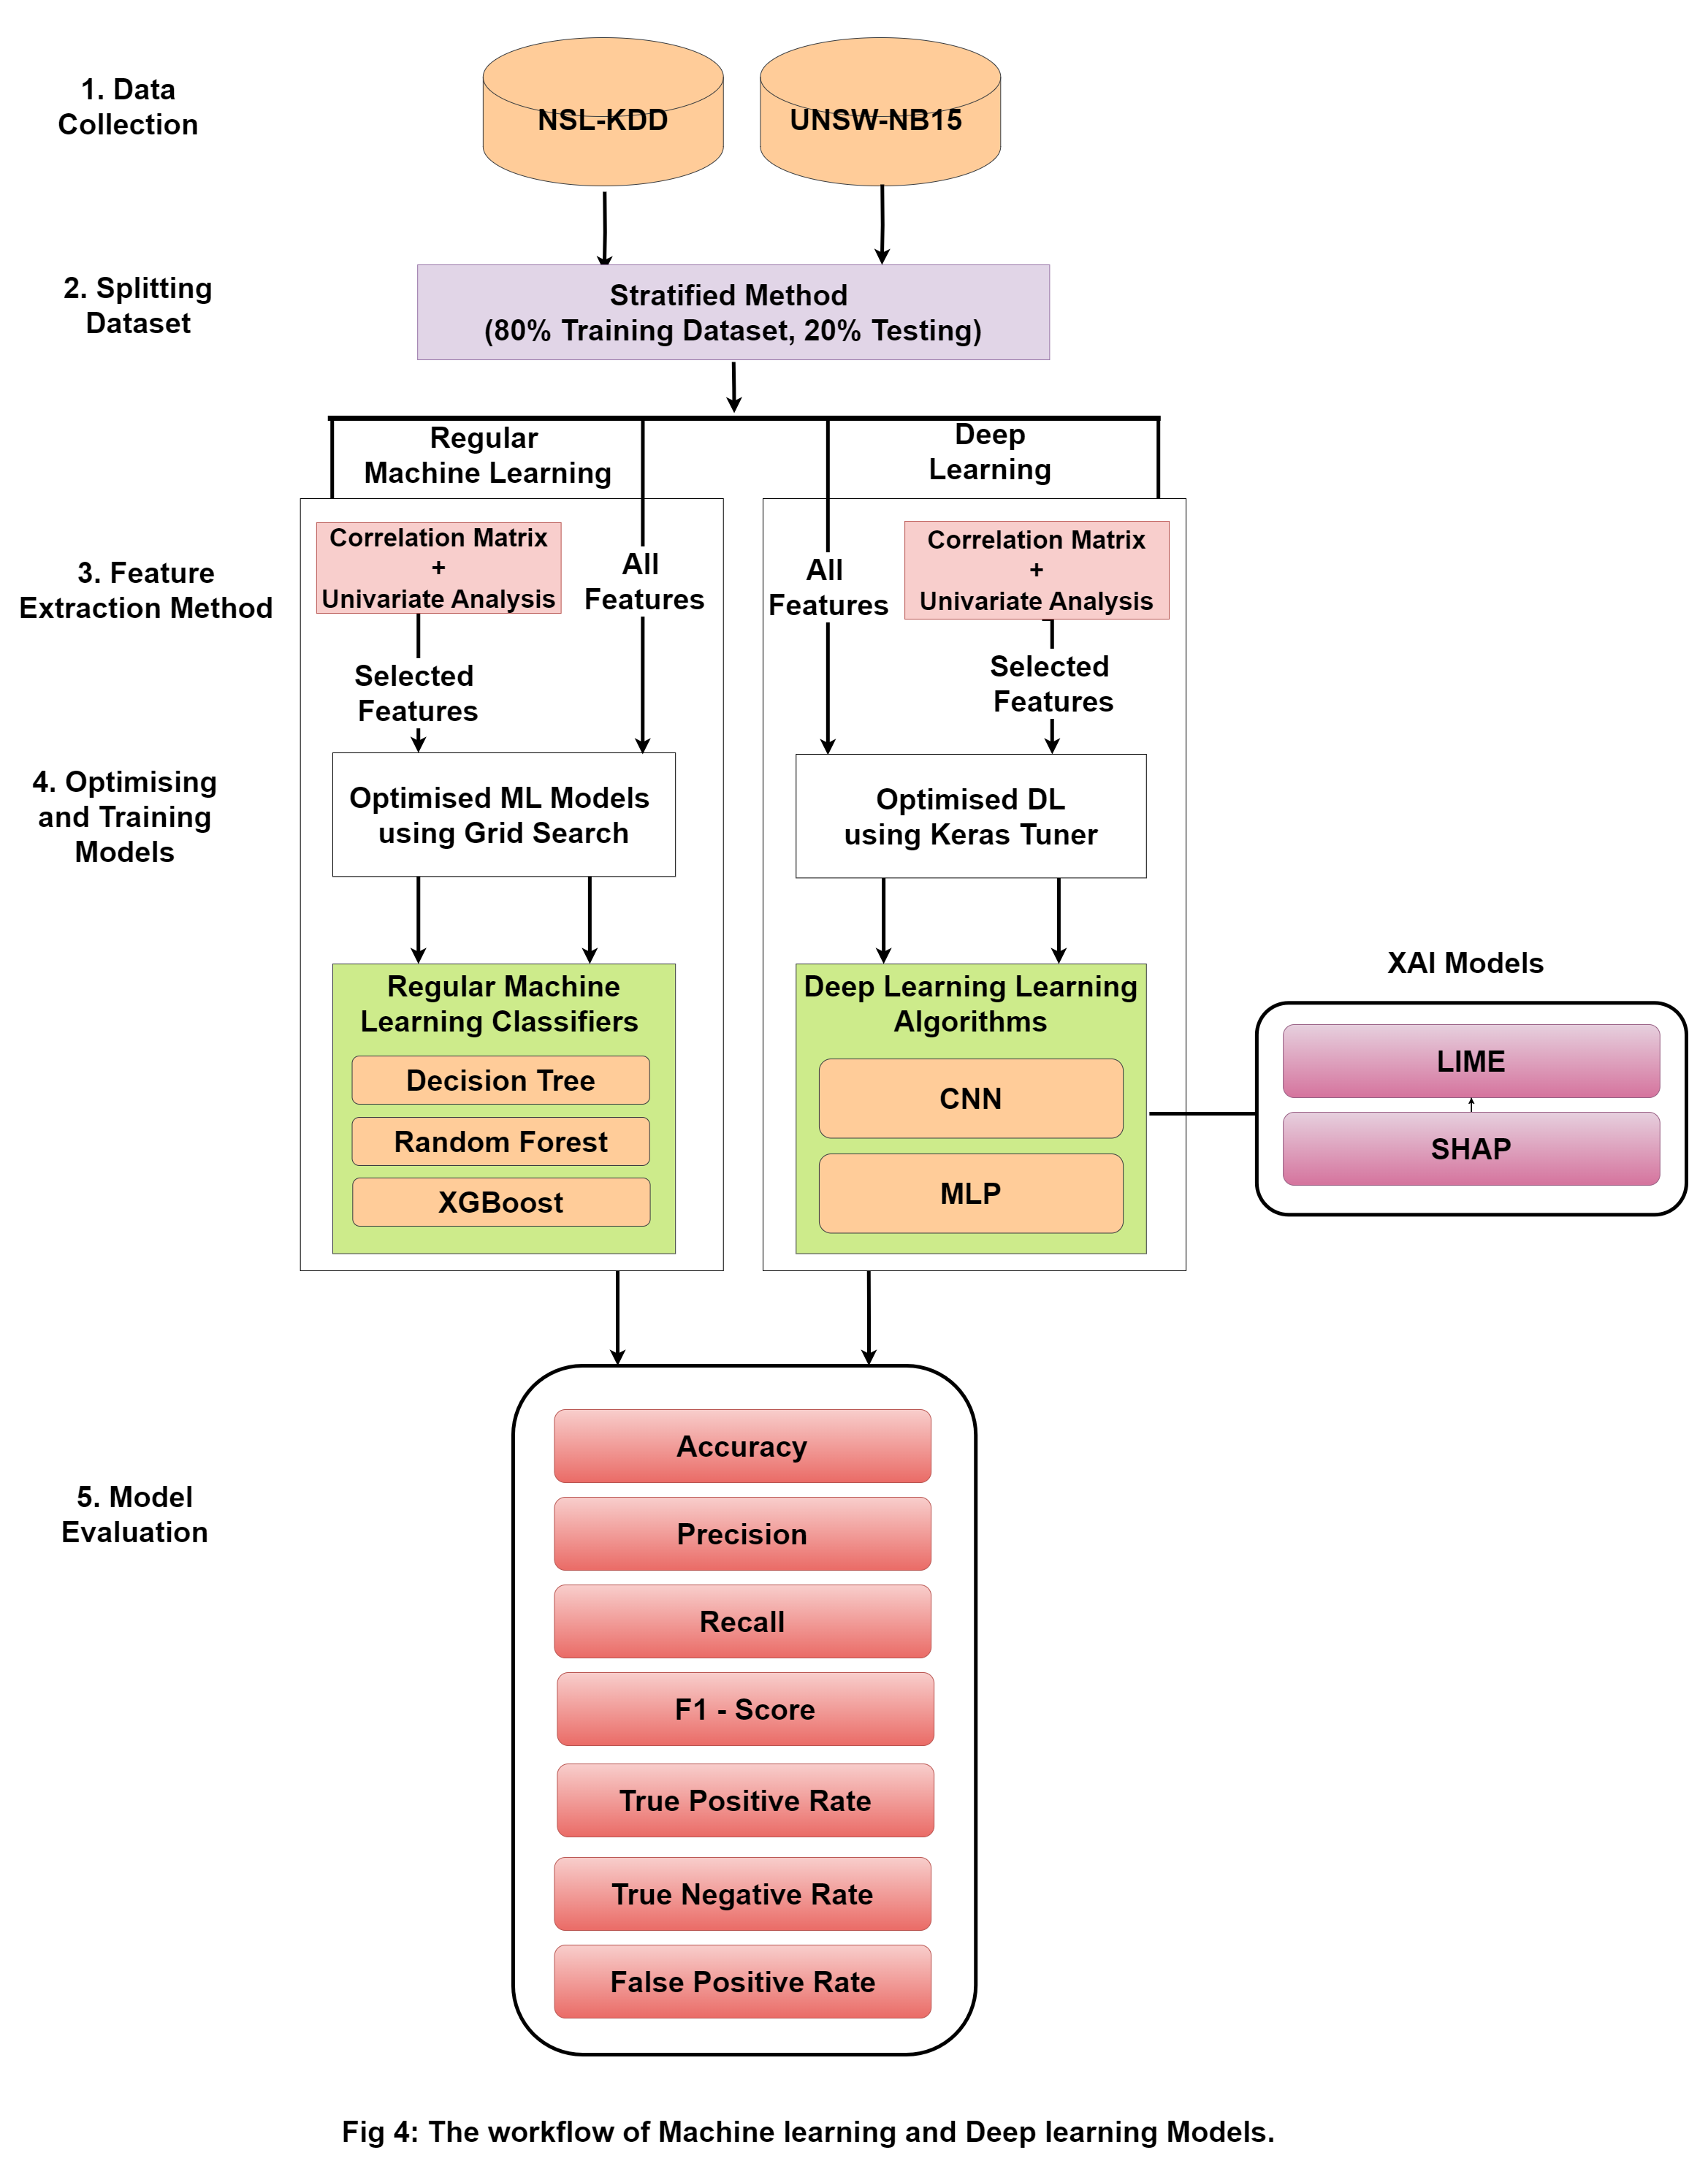 1. Data
Collection
NSL-KDD
UNSW-NB15
2. Splitting
Dataset
Stratified Method
(80% Training Dataset, 20% Testing)
Regular
Machine Learning
Deep
Learning
3. Feature
Extraction Method
Correlation Matrix
+
Univariate Analysis
All
Features
All
Features
Correlation Matrix
+
Univariate Analysis
Selected
Features
Selected
Features
4. Optimising
and Training
Models
Optimised ML Models
using Grid Search
Optimised DL
using Keras Tuner
Regular Machine
Learning Classifiers
Decision Tree
Random Forest
XGBoost
Deep Learning Learning
Algorithms
CNN
MLP
XAI Models
LIME
SHAP
5. Model
Evaluation
Accuracy
Precision
Recall
F1 - Score
True Positive Rate
True Negative Rate
False Positive Rate
Fig 4: The workflow of Machine learning and Deep learning Models.